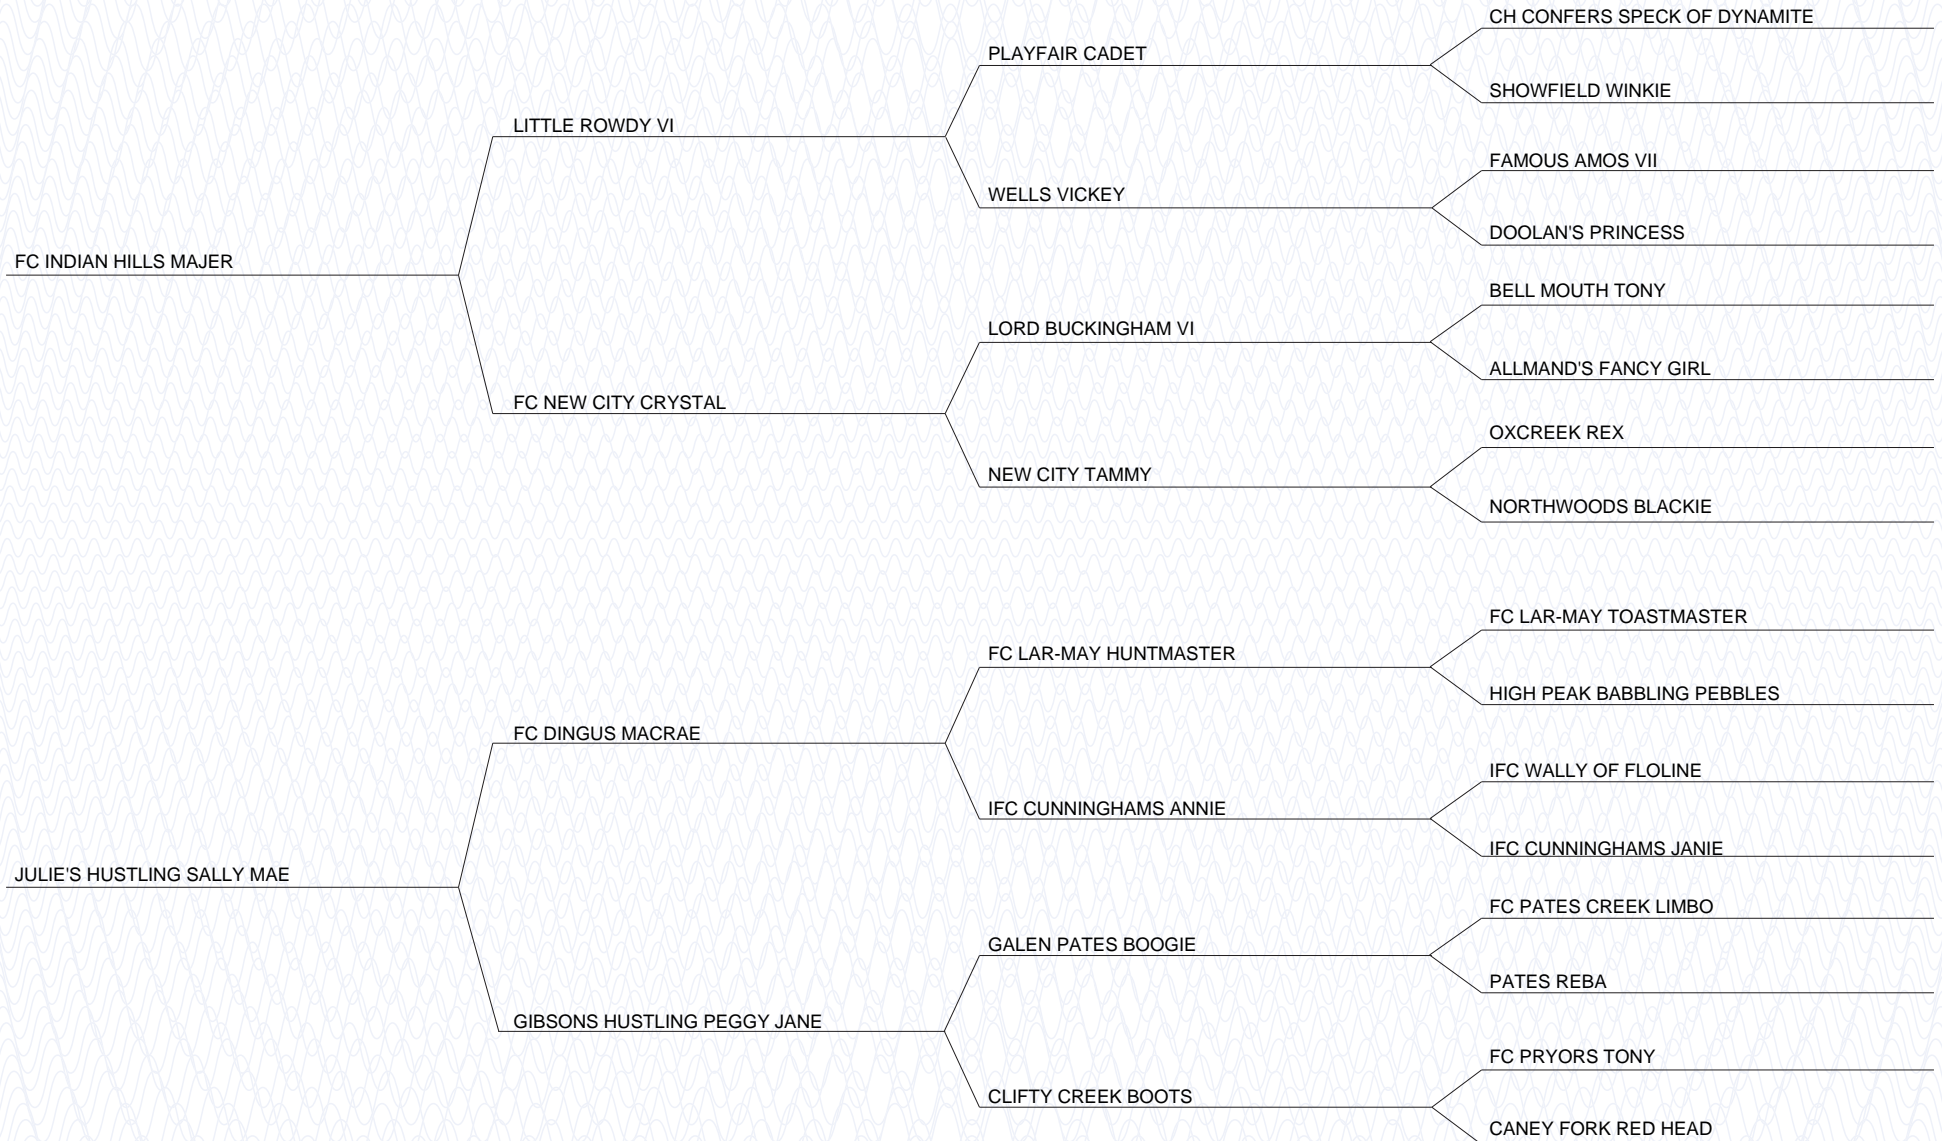 CH CONFERS SPECK OF DYNAMITE
PLAYFAIR CADET
SHOWFIELD WINKIE
LITTLE ROWDY VI
FAMOUS AMOS VII
WELLS VICKEY
DOOLAN'S PRINCESS
FC INDIAN HILLS MAJER
BELL MOUTH TONY
LORD BUCKINGHAM VI
ALLMAND'S FANCY GIRL
FC NEW CITY CRYSTAL
OXCREEK REX
NEW CITY TAMMY
NORTHWOODS BLACKIE
FC LAR-MAY TOASTMASTER
FC LAR-MAY HUNTMASTER
HIGH PEAK BABBLING PEBBLES
FC DINGUS MACRAE
IFC WALLY OF FLOLINE
IFC CUNNINGHAMS ANNIE
IFC CUNNINGHAMS JANIE
JULIE'S HUSTLING SALLY MAE
FC PATES CREEK LIMBO
GALEN PATES BOOGIE
PATES REBA
GIBSONS HUSTLING PEGGY JANE
FC PRYORS TONY
CLIFTY CREEK BOOTS
CANEY FORK RED HEAD